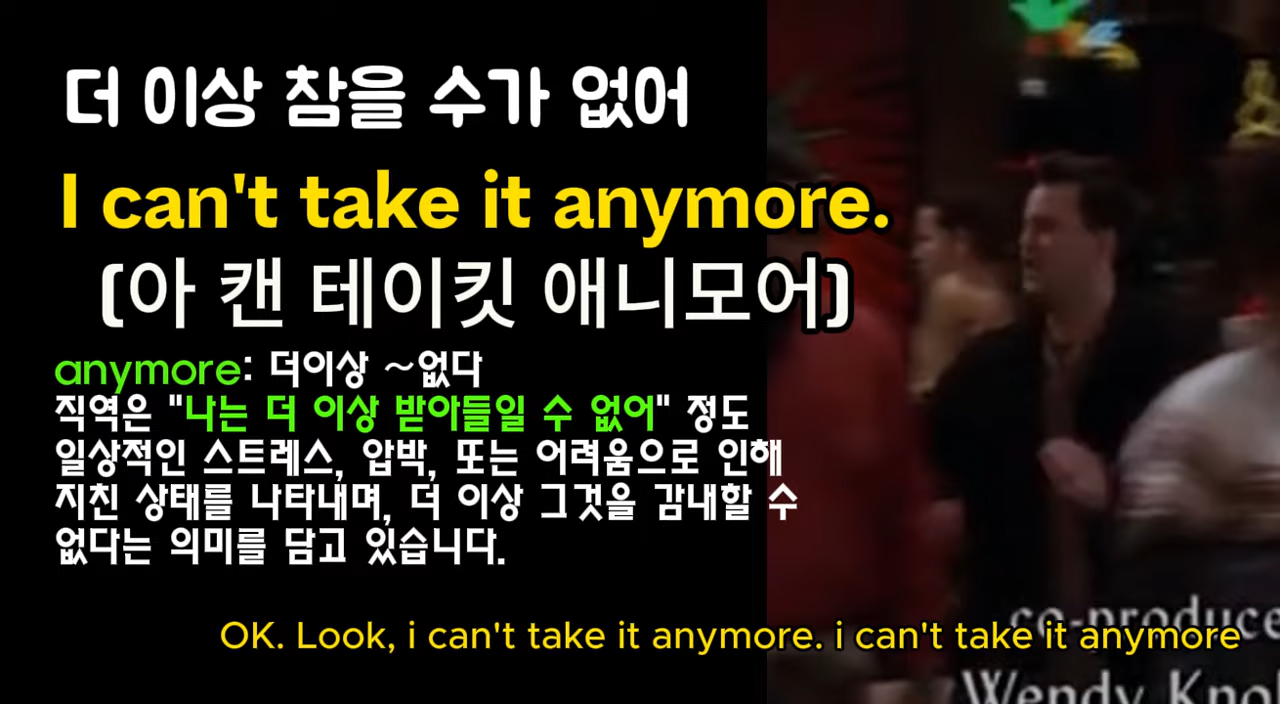 더 이상 참을 수가 없어
I can't take it anymore.
(아 캔 테이킷 애니모어)
anymore: 더이상 ~없다
직역은 "나는 더 이상 받아들일 수 없어" 정도
일상적인 스트레스, 압박, 또는 어려움으로 인해
지친 상태를 나타내며, 더 이상 그것을 감내할 수
없다는 의미를 담고 있습니다.
OK. Look, i can't take it anymore. i can't take it anymore
co-produce
Wendy